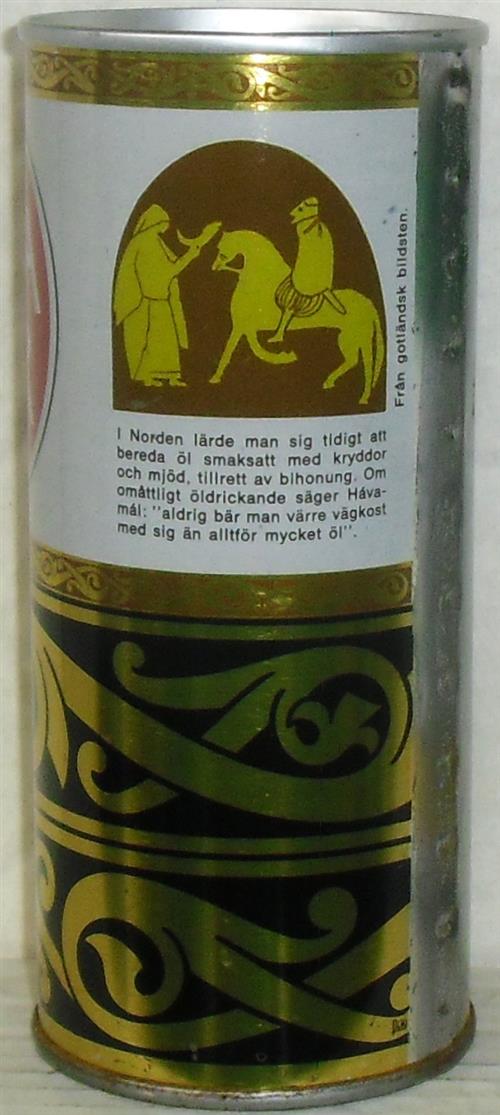 I Norden lärde man sig tidigt att
bereda öl smaksatt med kryddor
och mjöd, tillrett av bihonung. Om
omåttligt öldrickande säger Háva-
mál: "aldrig bär man värre vägkost
med sig än alltför mycket öl".
Från gotländsk bildsten.